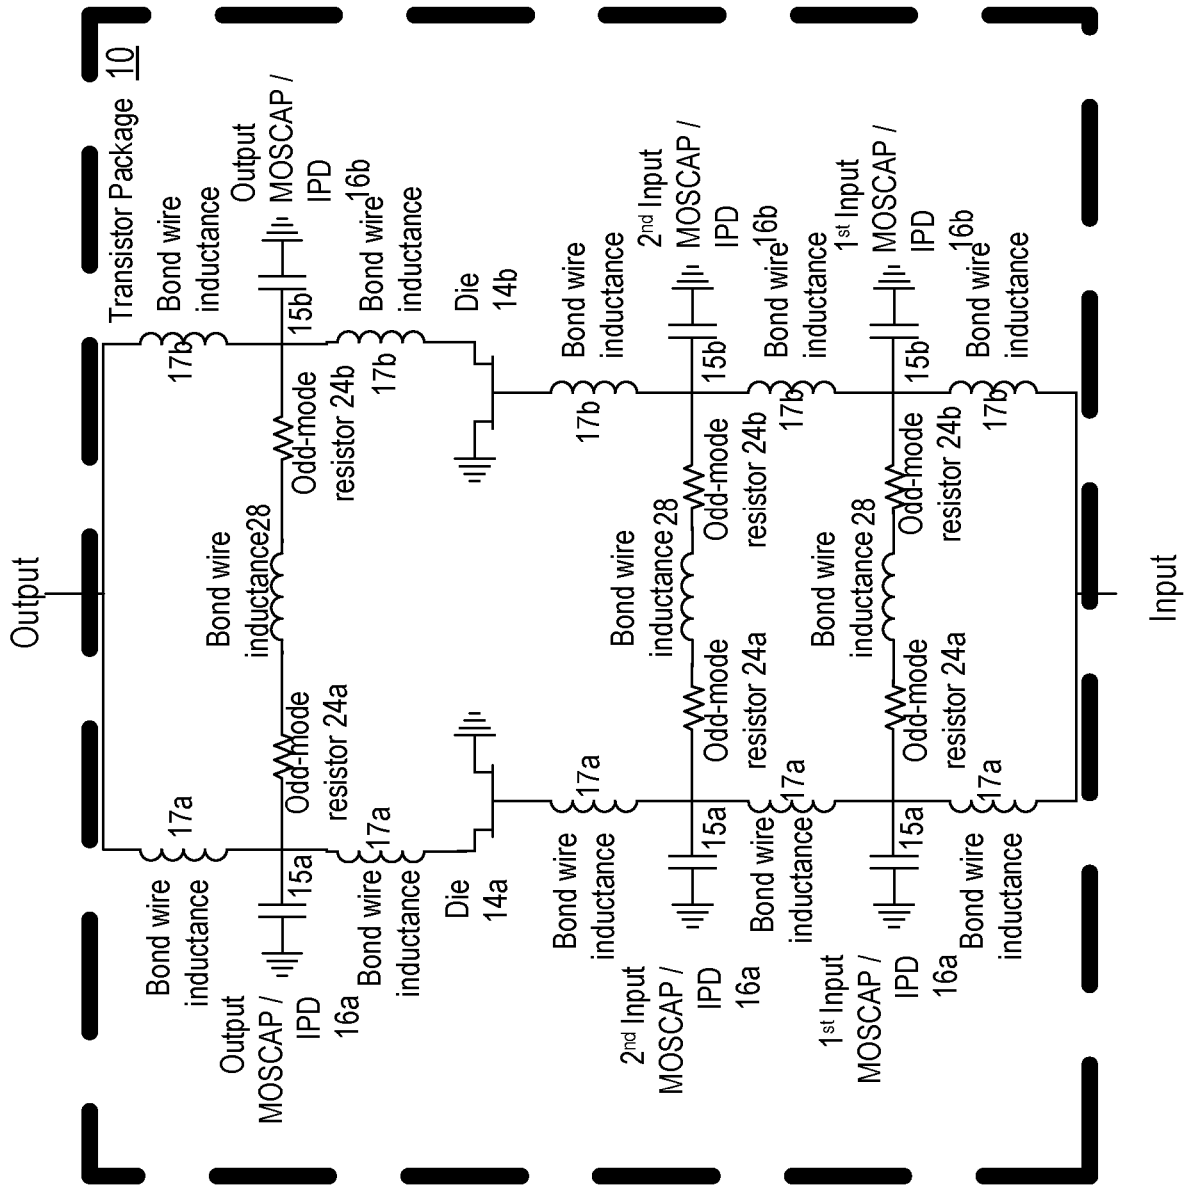 Output
Transistor Package 10
Bond wire
inductance
17b
Output
MOSCAP /
IPD
16b
15b
Bond wire
inductance
17b
Odd-mode
resistor 24b
Bond wire
inductance28
Odd-mode
resistor 24a
Bond wire
inductance
17a
Output
MOSCAP /
IPD
16a
15a
Bond wire
inductance
17a
Die
14b
Die
14a
Bond wire
inductance
17b
2nd Input
MOSCAP /
IPD
16b
15b
Odd-mode
resistor 24b
Bond wire
inductance 28
Odd-mode
resistor 24a
Bond wire
inductance
17a
2nd Input
MOSCAP /
IPD
16a
15a
Bond wire
inductance
17b
Bond wire
inductance
17a
1st Input
MOSCAP /
IPD
16b
15b
Odd-mode
resistor 24b
Bond wire
inductance 28
Odd-mode
resistor 24a
1st Input
MOSCAP /
IPD
16a
15a
Bond wire
inductance
17b
Bond wire
inductance
17a
Input